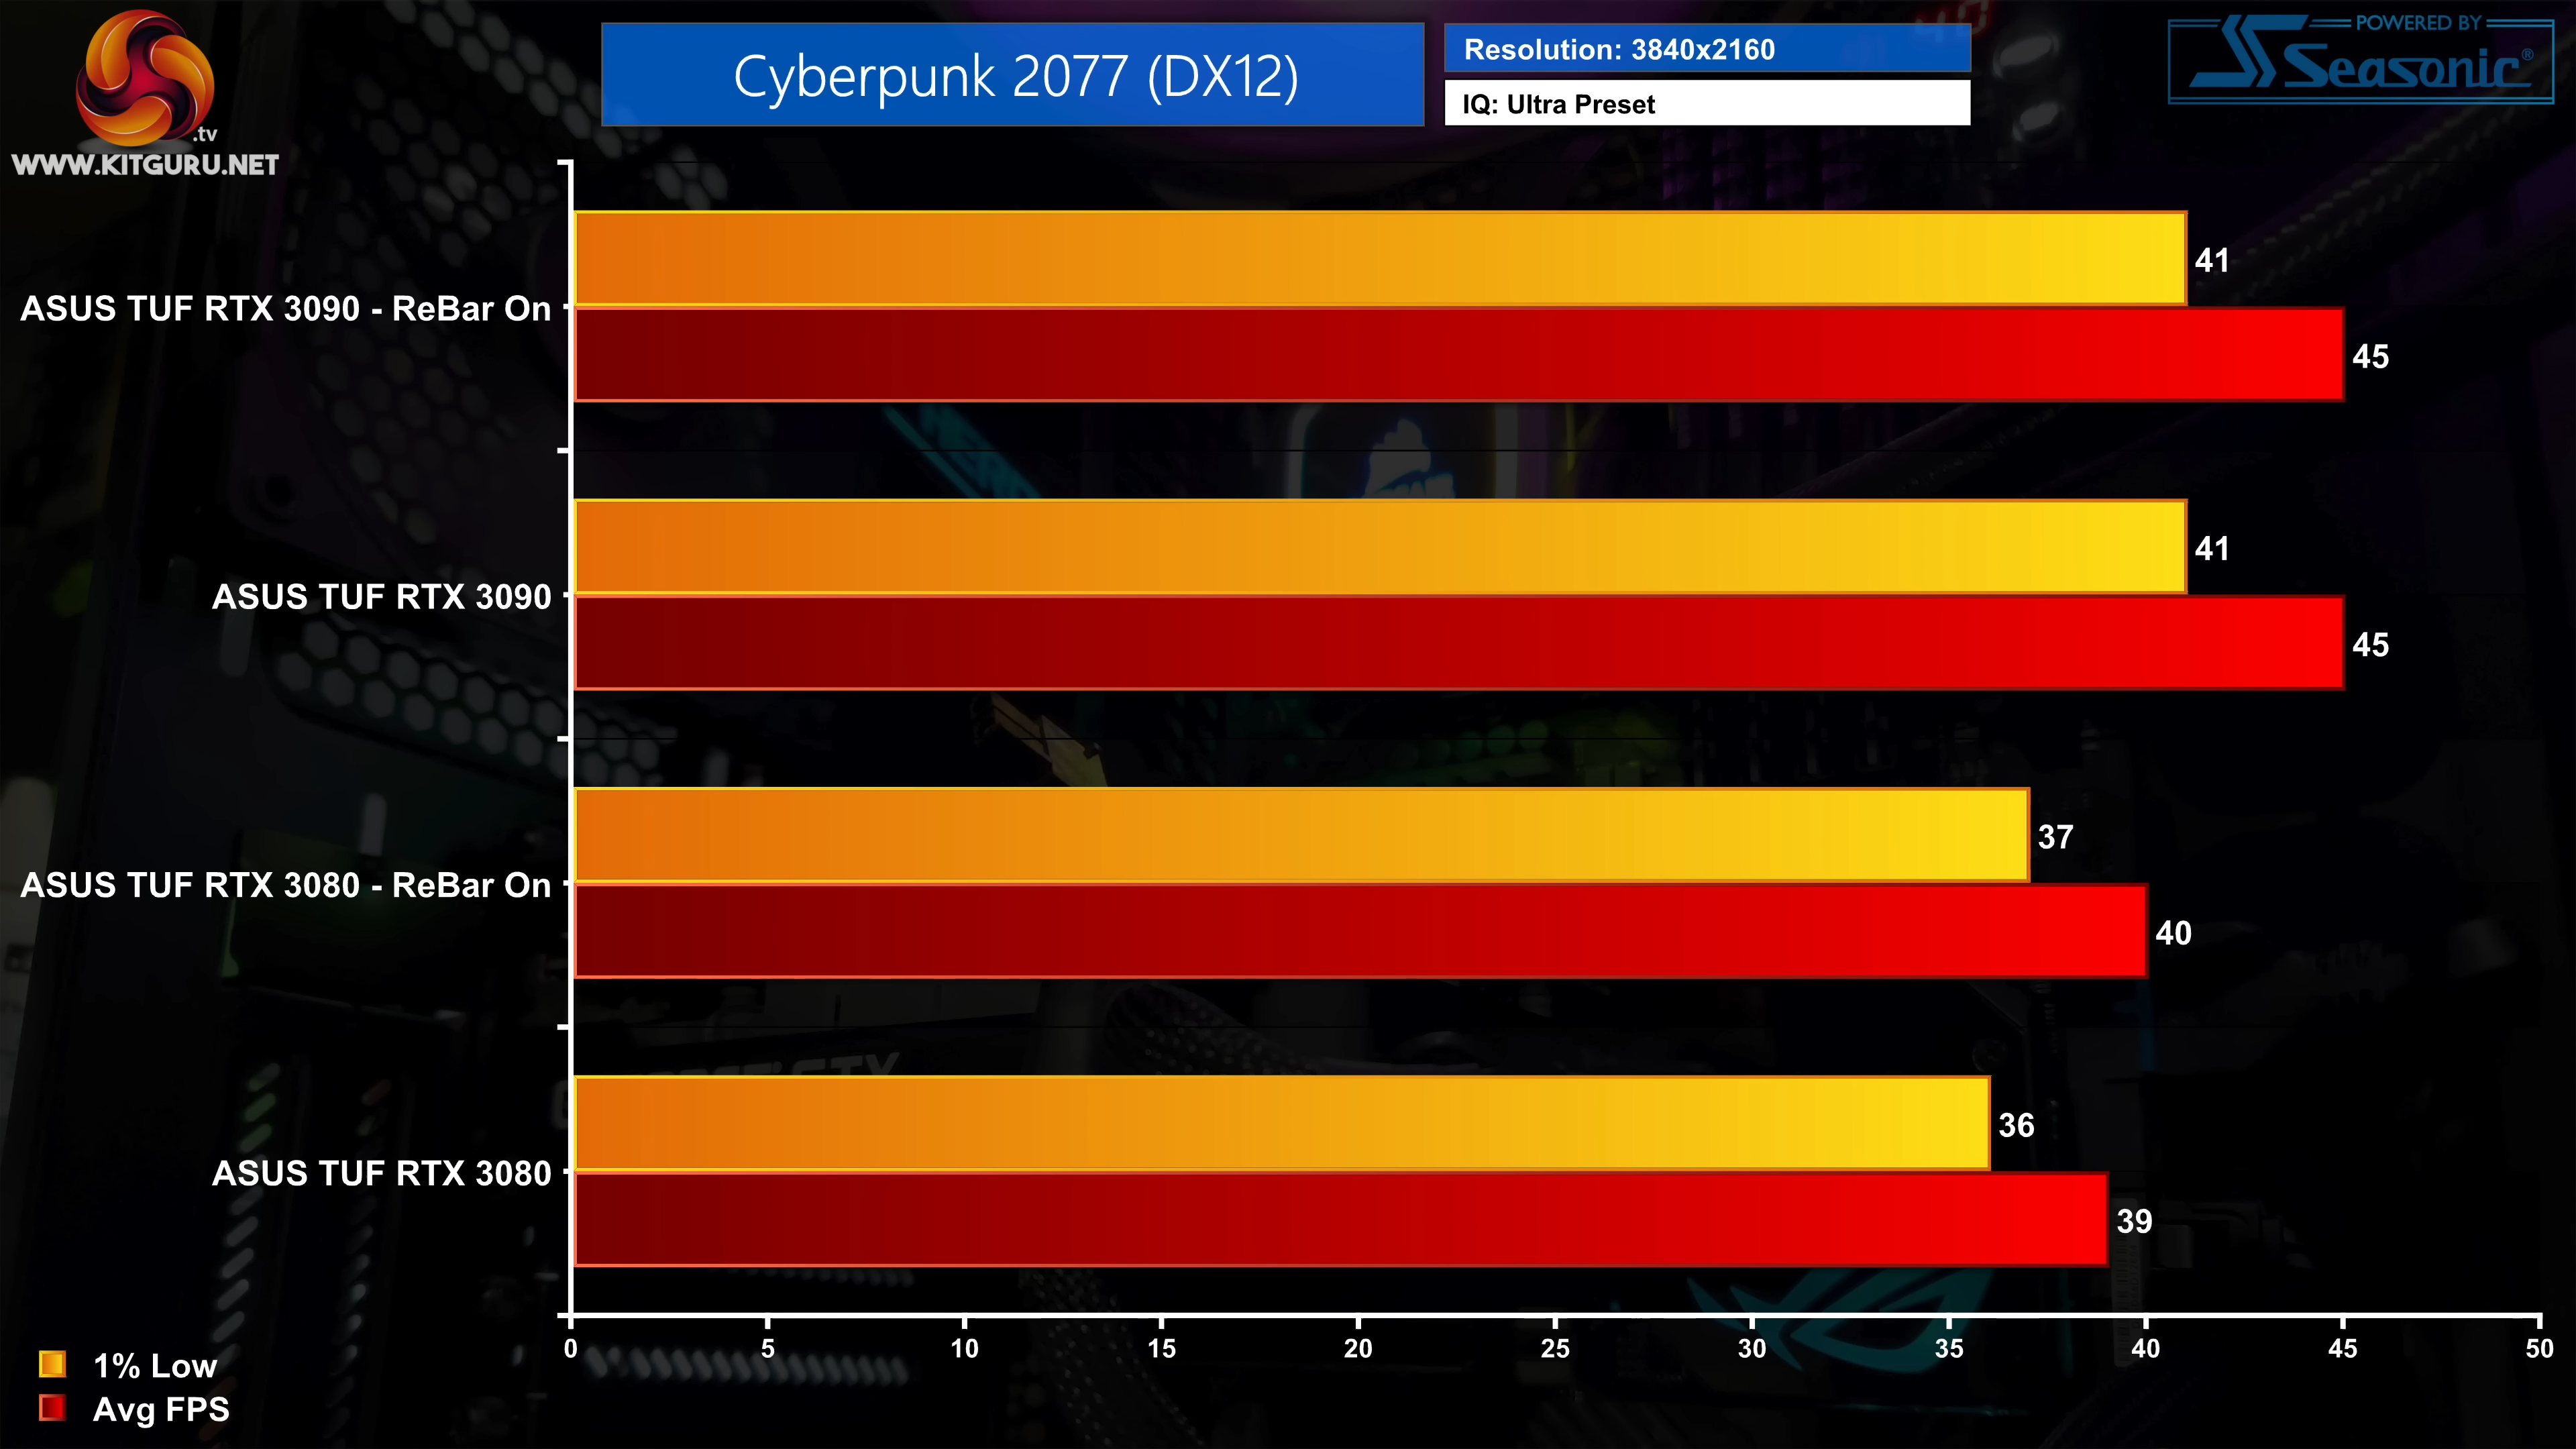 .tv
WWW.KITGURU.NET
Cyberpunk 2077 (DX12)
Resolution: 3840x2160
IQ: Ultra Preset
POWERED BY
Seasonic®
ASUS TUF RTX 3090 - ReBar On
41
45
ASUS TUF RTX 3090
41
45
ASUS TUF RTX 3080 - ReBar On
37
40
ASUS TUF RTX 3080
36
39
0 5 10 15 20 25 30 35 40 45 50
1% Low
Avg FPS